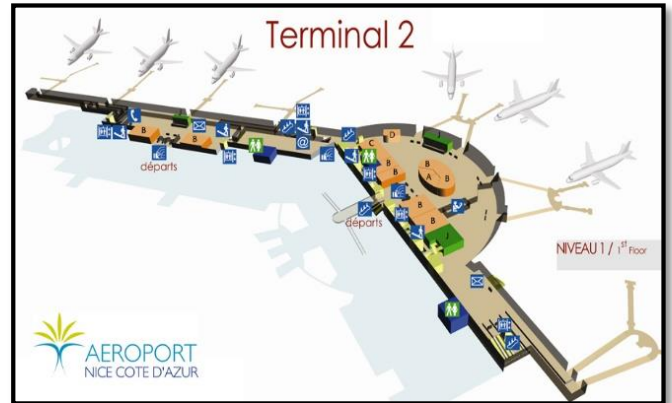 Terminal 2
D
J
C
B
B
B
B
B
A
B
@
B
B
départs
B
départs
J
NIVEAU 1 / 1st Floor
AEROPORT
NICE COTE D'AZUR